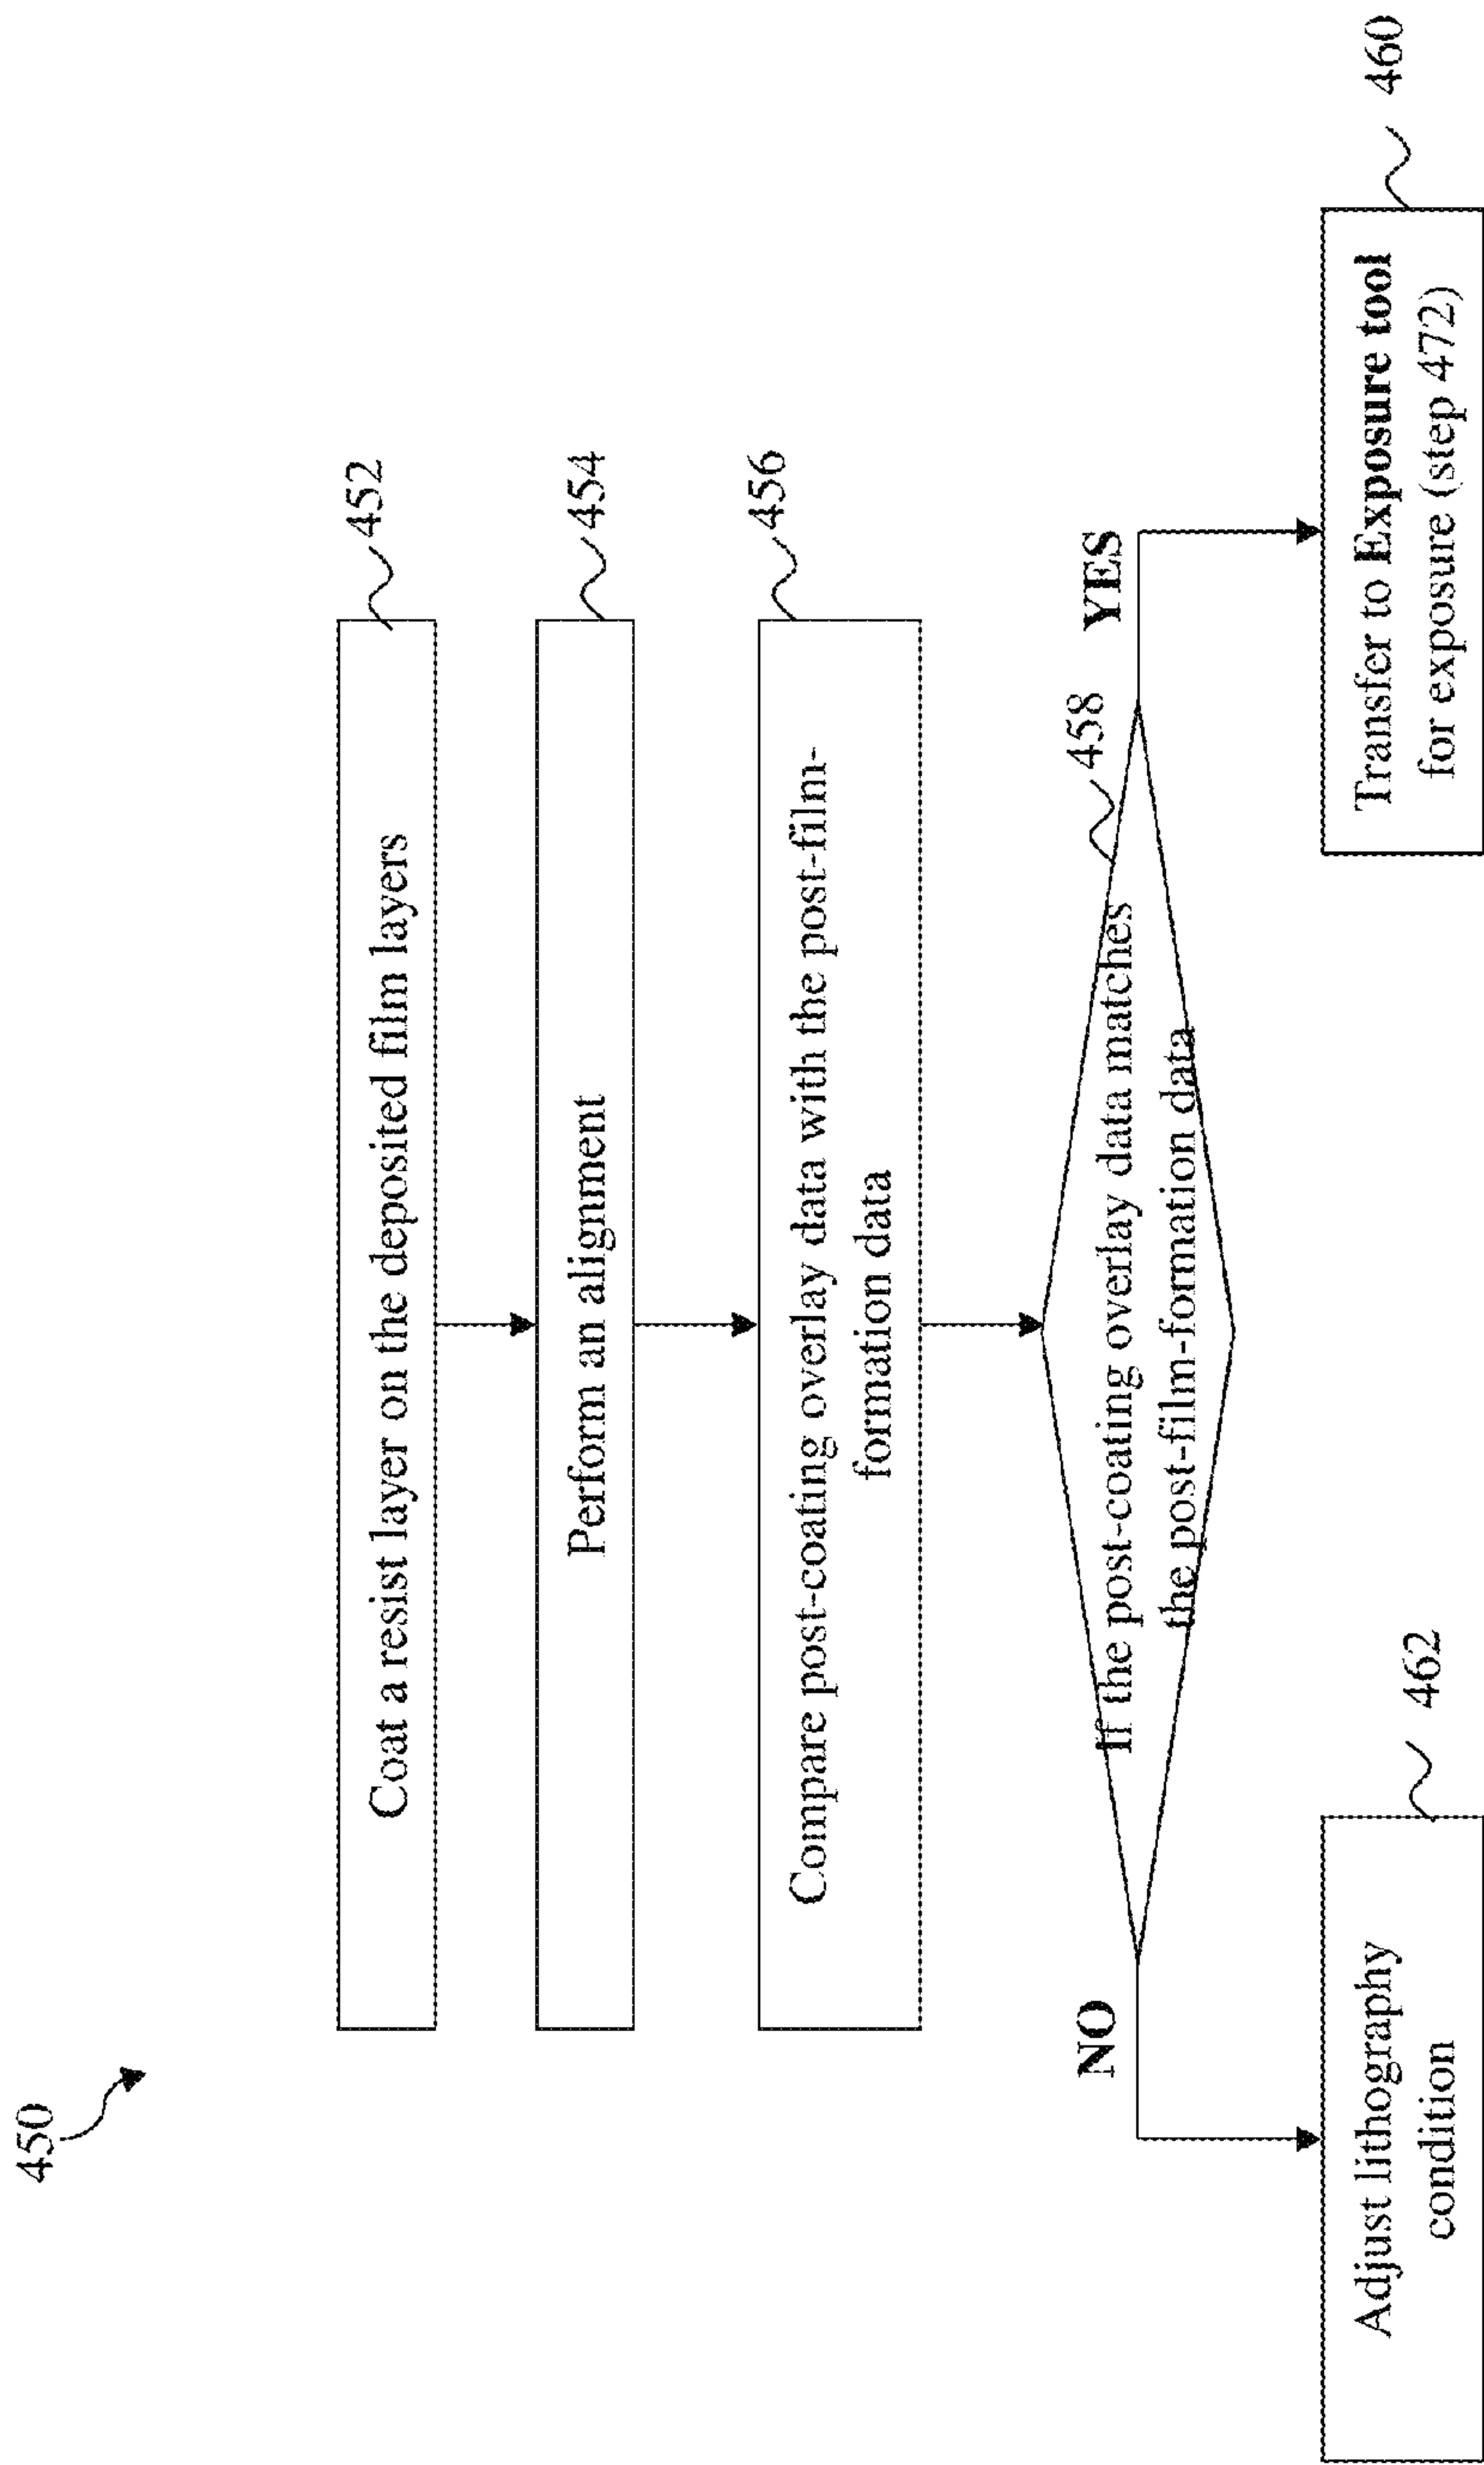 450
Coat a resist layer on the deposited film layers
452
Perform an alignment
454
Compare post-coating overlay data with the post-film-
formation data
456
458
If the post-coating overlay data matches
the post-film-formation data
NO
YES
Adjust lithography
condition
462
Transfer to Exposure tool
for exposure (step 472)
460